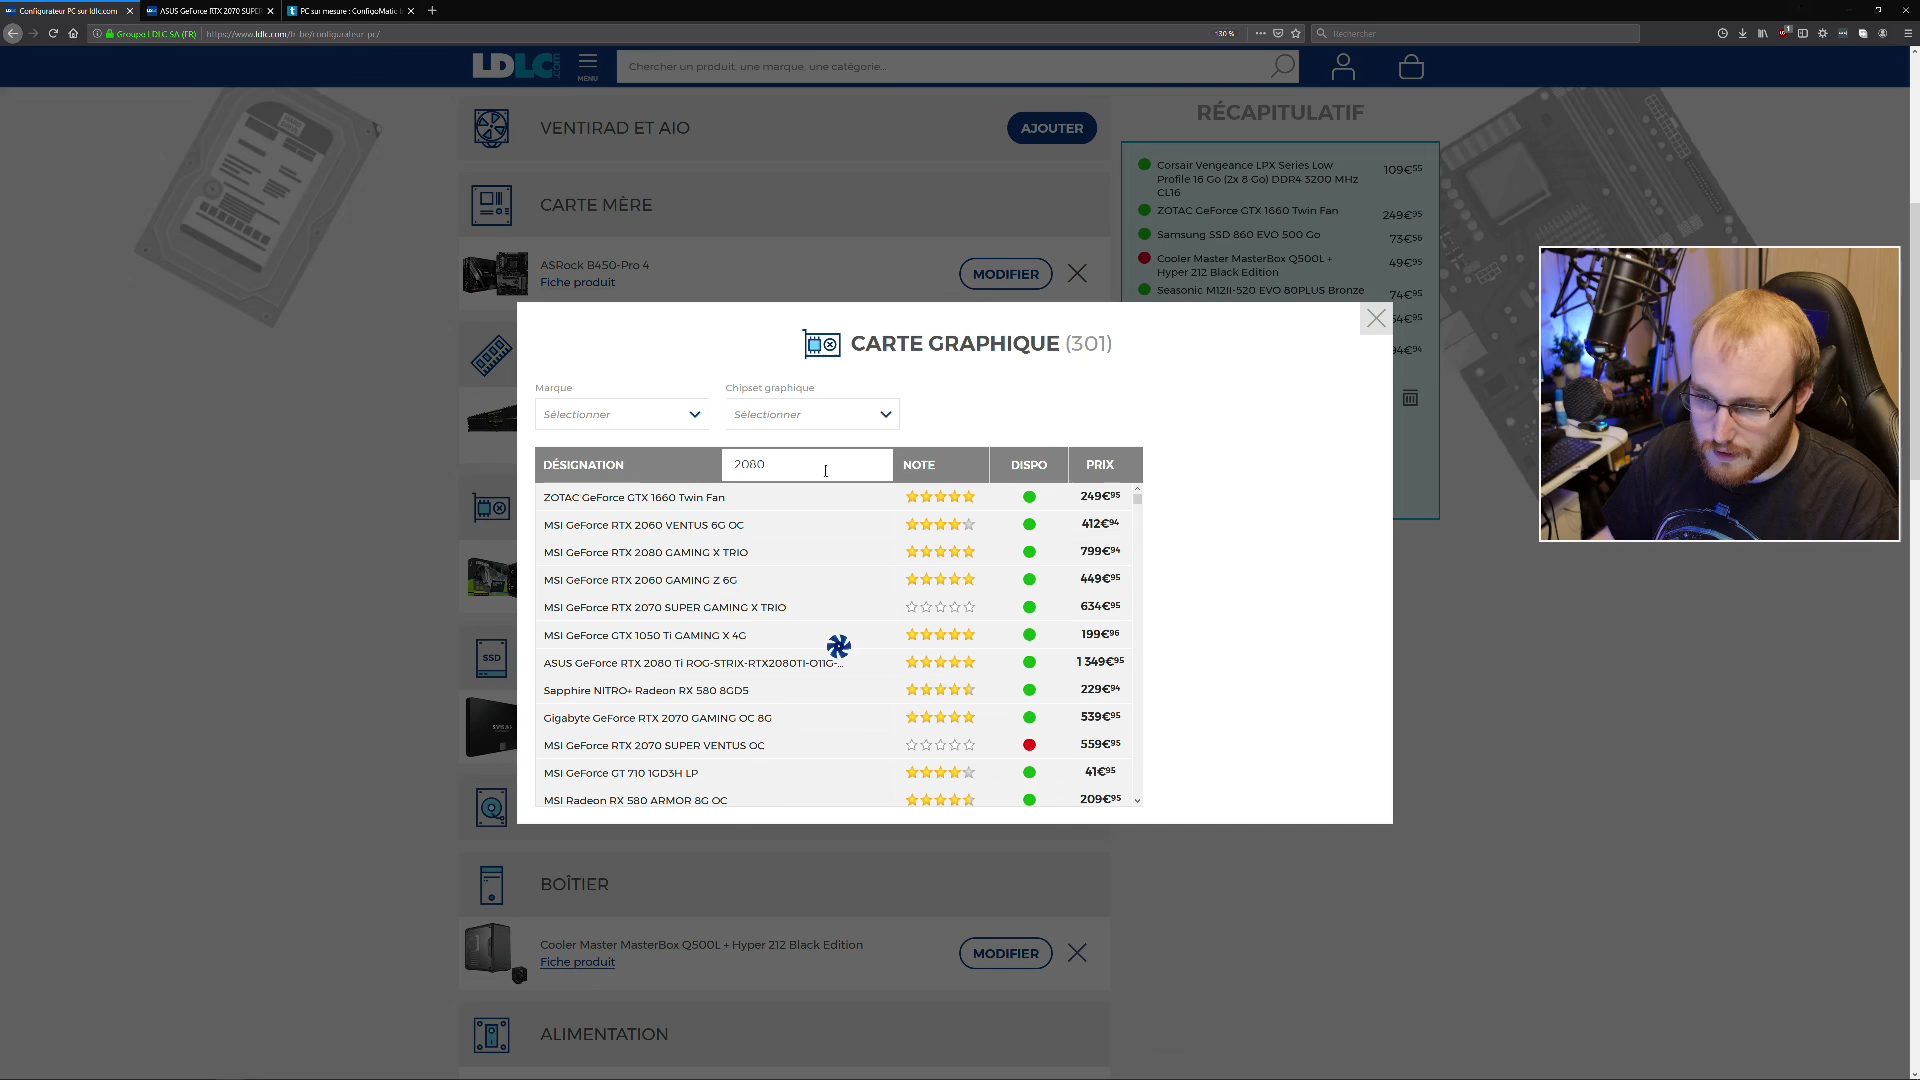 Configurateur PC sur ldlc.com
ASUS GeForce RTX 2070 SUPER
PC sur mesure : ConfigoMatic
Groupe LDLC SA (FR)
https://www.ldlc.com/fr-be/configurateur-pc/
130 %
Rechercher
LDLC.com
MENU
Chercher un produit, une marque, une catégorie...
VENTIRAD ET AIO
AJOUTER
CARTE MÈRE
ASRock B450-Pro 4
Fiche produit
MODIFIER
RÉCAPITULATIF
Corsair Vengeance LPX Series Low
Profile 16 Go (2x 8 Go) DDR4 3200 MHz
CL16
109€55
ZOTAC GeForce GTX 1660 Twin Fan
249€95
Samsung SSD 860 EVO 500 Go
73€56
Cooler Master MasterBox Q500L +
Hyper 212 Black Edition
49€95
Seasonic M12II-520 EVO 80PLUS Bronze
74€95
64€95
94€94
CARTE GRAPHIQUE (301)
Marque
Sélectionner
Chipset graphique
Sélectionner
DÉSIGNATION
2080
NOTE
DISPO
PRIX
ZOTAC GeForce GTX 1660 Twin Fan
249€95
MSI GeForce RTX 2060 VENTUS 6G OC
412€94
MSI GeForce RTX 2080 GAMING X TRIO
799€94
MSI GeForce RTX 2060 GAMING Z 6G
449€95
MSI GeForce RTX 2070 SUPER GAMING X TRIO
634€95
MSI GeForce GTX 1050 Ti GAMING X 4G
199€96
ASUS GeForce RTX 2080 Ti ROG-STRIX-RTX2080TI-O11G-...
1 349€95
Sapphire NITRO+ Radeon RX 580 8GD5
229€94
Gigabyte GeForce RTX 2070 GAMING OC 8G
539€95
MSI GeForce RTX 2070 SUPER VENTUS OC
559€95
MSI GeForce GT 710 1GD3H LP
41€95
MSI Radeon RX 580 ARMOR 8G OC
209€95
SSD
SAMSUNG
BOÎTIER
Cooler Master MasterBox Q500L + Hyper 212 Black Edition
Fiche produit
MODIFIER
ALIMENTATION